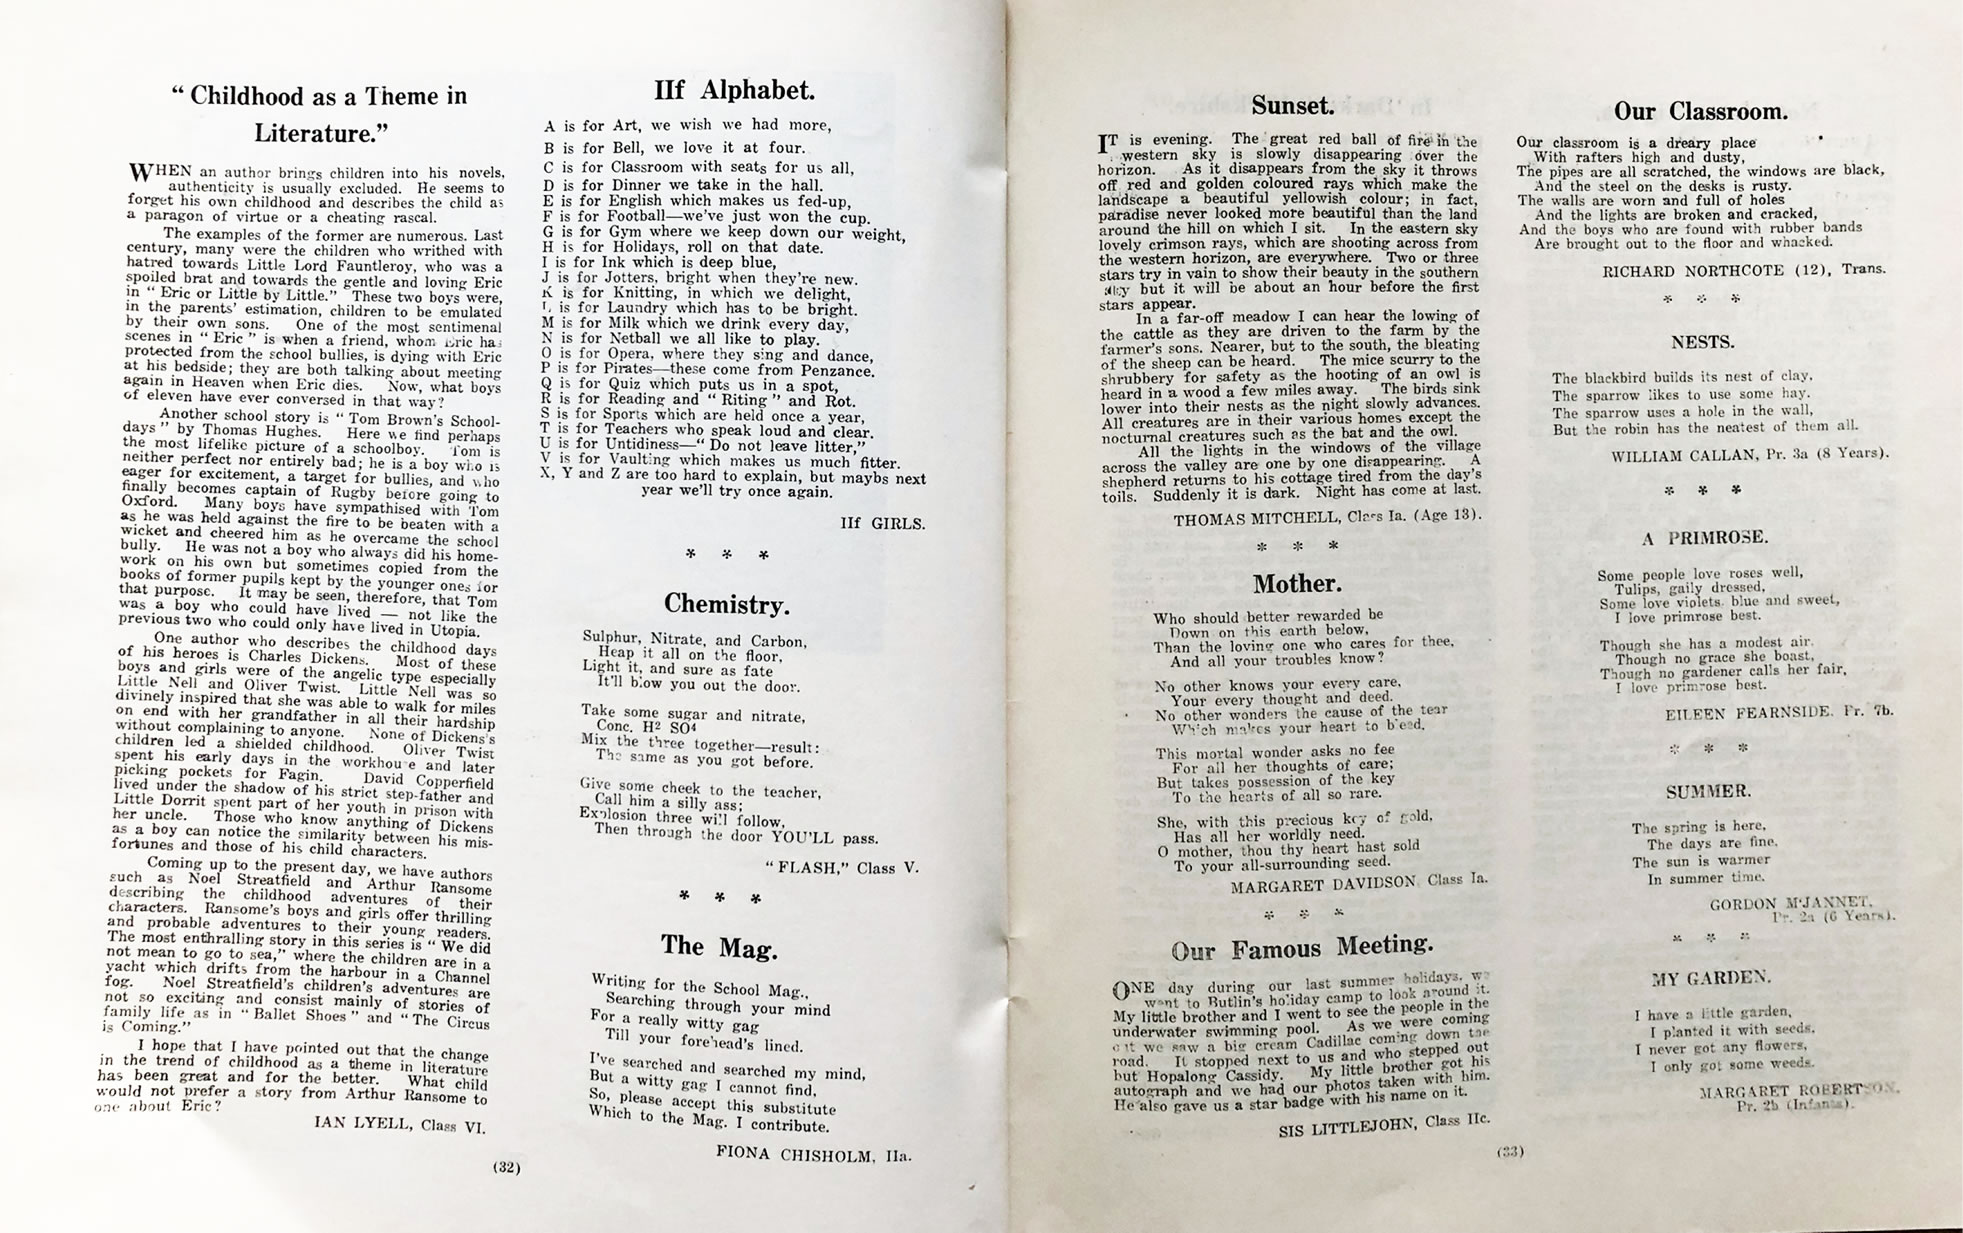 “ Childhood as a Theme in
Literature.”
WHEN an author brings children into his novels,
authenticity is usually excluded. He seems to
forget his own childhood and describes the child as
a paragon of virtue or a cheating rascal.
The examples of the former are numerous. Last
century, many were the children who writhed with
hatred towards Little Lord Fauntleroy, who was a
spoiled brat and towards the gentle and loving Eric
in “ Eric or Little by Little.” These two boys were,
in the parents' estimation, children to be emulated
by their own sons. One of the most sentimenal
scenes in “ Eric ” is when a friend, whom Eric has
protected from the school bullies, is dying with Eric
at his bedside; they are both talking about meeting
again in Heaven when Eric dies. Now, what boys
of eleven have ever conversed in that way?
Another school story is “ Tom Brown's School-
days ” by Thomas Hughes. Here we find perhaps
the most lifelike picture of a schoolboy. Tom is
neither perfect nor entirely bad; he is a boy who is
eager for excitement, a target for bullies, and who
finally becomes captain of Rugby before going to
Oxford. Many boys have sympathised with Tom
as he was held against the fire to be beaten with a
wicket and cheered him as he overcame the school
bully. He was not a boy who always did his home-
work on his own but sometimes copied from the
books of former pupils kept by the younger ones for
that purpose. It may be seen, therefore, that Tom
was a boy who could have lived — not like the
previous two who could only have lived in Utopia.
One author who describes the childhood days
of his heroes is Charles Dickens. Most of these
boys and girls were of the angelic type especially
Little Nell and Oliver Twist. Little Nell was so
divinely inspired that she was able to walk for miles
on end with her grandfather in all their hardship
without complaining to anyone. None of Dickens's
children led a shielded childhood. Oliver Twist
spent his early days in the workhouse and later
picking pockets for Fagin. David Copperfield
lived under the shadow of his strict step-father and
Little Dorrit spent part of her youth in prison with
her uncle. Those who know anything of Dickens
as a boy can notice the similarity between his mis-
fortunes and those of his child characters.
Coming up to the present day, we have authors
such as Noel Streatfield and Arthur Ransome
describing the childhood adventures of their
characters. Ransome's boys and girls offer thrilling
and probable adventures to their young readers.
The most enthralling story in this series is “ We did
not mean to go to sea,” where the children are in a
yacht which drifts from the harbour in a Channel
fog. Noel Streatfield's children's adventures are
not so exciting and consist mainly of stories of
family life as in “ Ballet Shoes ” and “ The Circus
is Coming.”
I hope that I have pointed out that the change
in the trend of childhood as a theme in literature
has been great and for the better. What child
would not prefer a story from Arthur Ransome to
one about Eric?
IAN LYELL, Class VI.
IIf Alphabet.
A is for Art, we wish we had more,
B is for Bell, we love it at four.
C is for Classroom with seats for us all,
D is for Dinner we take in the hall.
E is for English which makes us fed-up,
F is for Football—we've just won the cup.
G is for Gym where we keep down our weight,
H is for Holidays, roll on that date.
I is for Ink which is deep blue,
J is for Jotters, bright when they're new.
K is for Knitting, in which we delight,
L is for Laundry which has to be bright.
M is for Milk which we drink every day,
N is for Netball we all like to play.
O is for Opera, where they sing and dance,
P is for Pirates—these come from Penzance.
Q is for Quiz which puts us in a spot,
R is for Reading and “ Riting ” and Rot.
S is for Sports which are held once a year,
T is for Teachers who speak loud and clear.
U is for Untidiness—“ Do not leave litter,”
V is for Vaulting which makes us much fitter.
X, Y and Z are too hard to explain, but maybs next
year we'll try once again.
IIf GIRLS.
* * *
Chemistry.
Sulphur, Nitrate, and Carbon,
Heap it all on the floor,
Light it, and sure as fate
It'll blow you out the door.
Take some sugar and nitrate,
Conc. H² SO⁴
Mix the three together—result:
The same as you got before.
Give some cheek to the teacher,
Call him a silly ass;
Explosion three will follow,
Then through the door YOU'LL pass.
“ FLASH,” Class V.
* * *
The Mag.
Writing for the School Mag.,
Searching through your mind
For a really witty gag
Till your forehead's lined.
I've searched and searched my mind,
But a witty gag I cannot find,
So, please accept this substitute
Which to the Mag. I contribute.
FIONA CHISHOLM, IIa.
(32)
Sunset.
IT is evening. The great red ball of fire in the
western sky is slowly disappearing over the
horizon. As it disappears from the sky it throws
off red and golden coloured rays which make the
landscape a beautiful yellowish colour; in fact,
paradise never looked more beautiful than the land
around the hill on which I sit. In the eastern sky
lovely crimson rays, which are shooting across from
the western horizon, are everywhere. Two or three
stars try in vain to show their beauty in the southern
sky but it will be about an hour before the first
stars appear.
In a far-off meadow I can hear the lowing of
the cattle as they are driven to the farm by the
farmer's sons. Nearer, but to the south, the bleating
of the sheep can be heard. The mice scurry to the
shrubbery for safety as the hooting of an owl is
heard in a wood a few miles away. The birds sink
lower into their nests as the night slowly advances.
All creatures are in their various homes except the
nocturnal creatures such as the bat and the owl.
All the lights in the windows of the village
across the valley are one by one disappearing. A
shepherd returns to his cottage tired from the day's
toils. Suddenly it is dark. Night has come at last.
THOMAS MITCHELL, Class Ia. (Age 13).
* * *
Mother.
Who should better rewarded be
Down on this earth below,
Than the loving one who cares for thee,
And all your troubles know?
No other knows your every care,
Your every thought and deed.
No other wonders the cause of the tear
Which makes your heart to bleed.
This mortal wonder asks no fee
For all her thoughts of care;
But takes possession of the key
To the hearts of all so rare.
She, with this precious key of gold,
Has all her worldly need.
O mother, thou thy heart hast sold
To your all-surrounding seed.
MARGARET DAVIDSON Class Ia.
* * *
Our Famous Meeting.
ONE day during our last summer holidays, we
went to Butlin's holiday camp to look around it.
My little brother and I went to see the people in the
underwater swimming pool. As we were coming
out we saw a big cream Cadillac coming down the
road. It stopped next to us and who stepped out
but Hopalong Cassidy. My little brother got his
autograph and we had our photos taken with him.
He also gave us a star badge with his name on it.
SIS LITTLEJOHN, Class IIc.
Our Classroom.
Our classroom is a dreary place
With rafters high and dusty,
The pipes are all scratched, the windows are black,
And the steel on the desks is rusty.
The walls are worn and full of holes
And the lights are broken and cracked,
And the boys who are found with rubber bands
Are brought out to the floor and whacked.
RICHARD NORTHCOTE (12), Trans.
* * *
NESTS.
The blackbird builds its nest of clay,
The sparrow likes to use some hay.
The sparrow uses a hole in the wall,
But the robin has the neatest of them all.
WILLIAM CALLAN, Pr. 3a (8 Years).
* * *
A PRIMROSE.
Some people love roses well,
Tulips, gaily dressed,
Some love violets blue and sweet,
I love primrose best.
Though she has a modest air,
Though no grace she boast,
Though no gardener calls her fair,
I love primrose best.
EILEEN FEARNSIDE. Pr. 7b.
* * *
SUMMER.
The spring is here,
The days are fine,
The sun is warmer
In summer time.
GORDON M'JANNET,
Pr. 2a (6 Years).
* * *
MY GARDEN.
I have a little garden,
I planted it with seeds.
I never got any flowers,
I only got some weeds.
MARGARET ROBERTSON,
Pr. 2b (Infants).
(33)